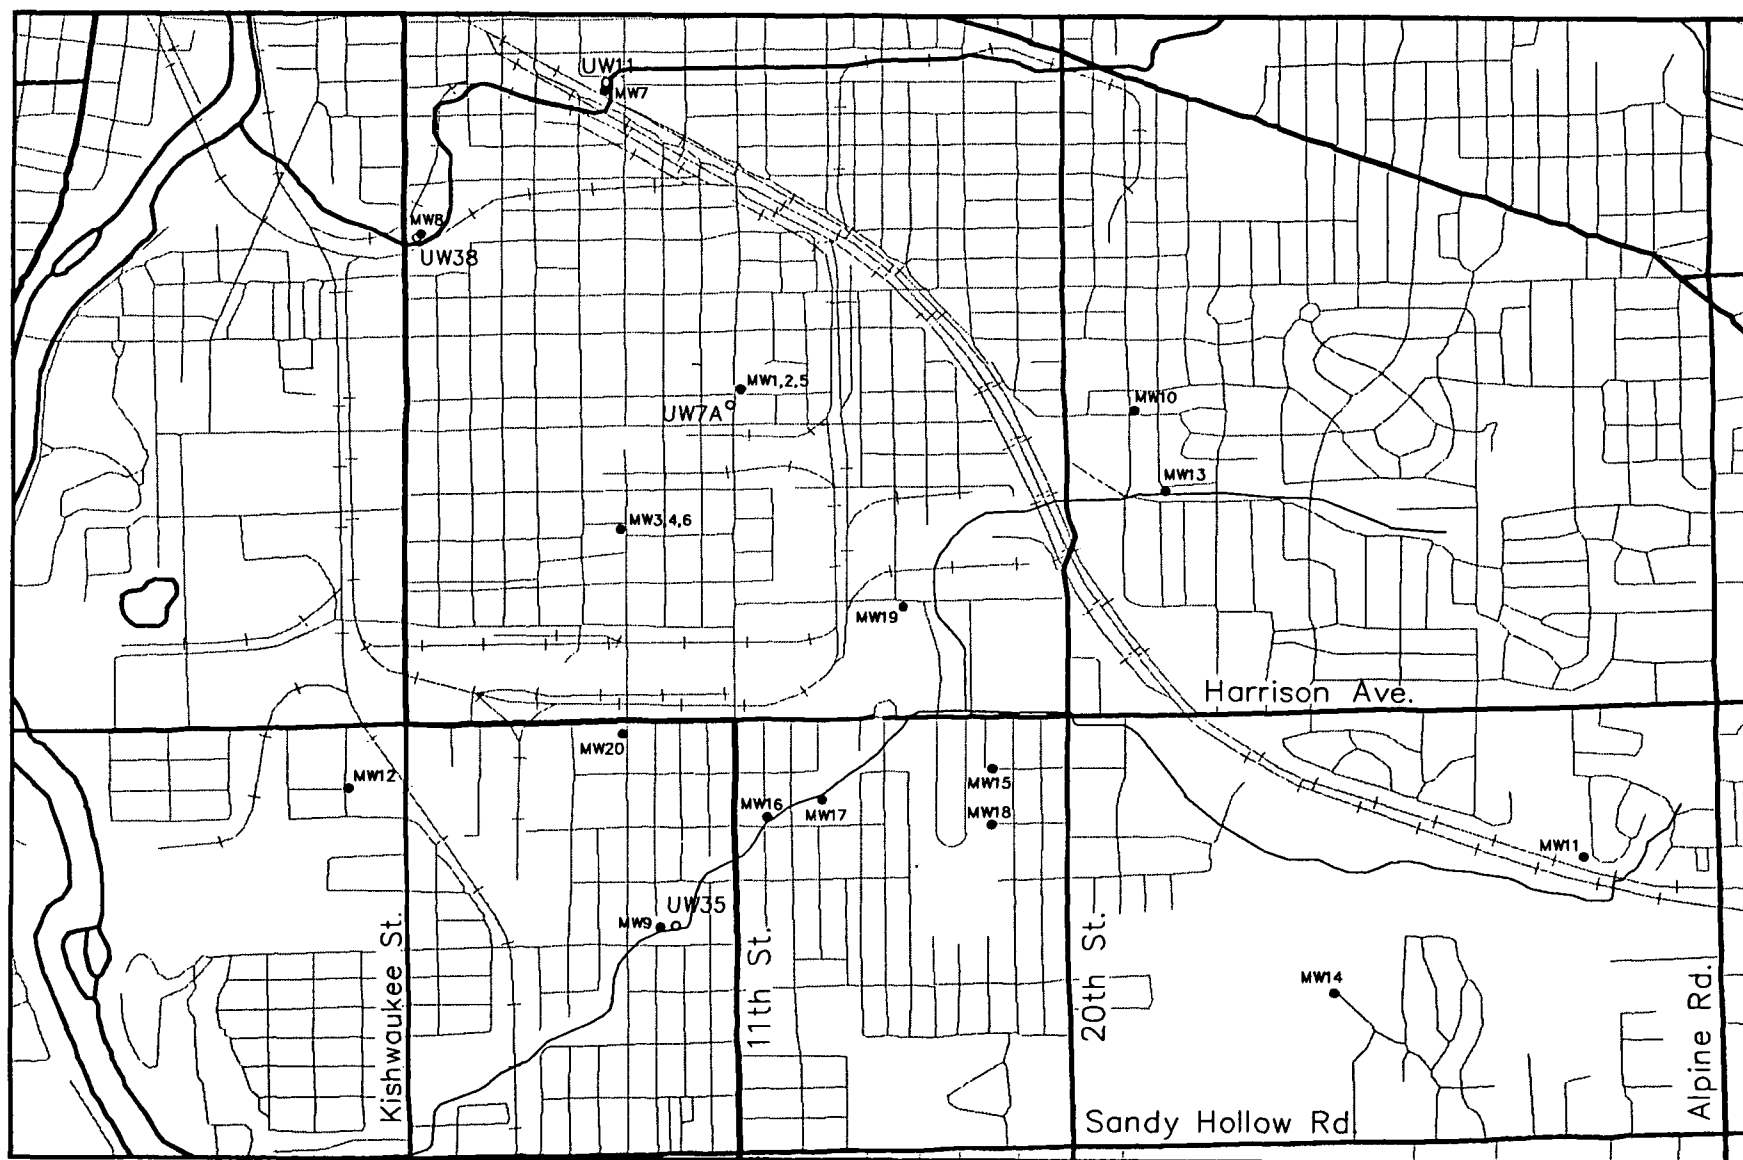 UW11
MW7
MW8
UW38
MW1,2,5
UW7A
MW10
MW13
MW3,4,6
MW19
Harrison Ave.
MW20
MW12
MW15
MW16
MW17
MW18
MW11
UW35
MW9
MW14
Kishwaukee St.
11th St.
20th St.
Alpine Rd.
Sandy Hollow Rd.